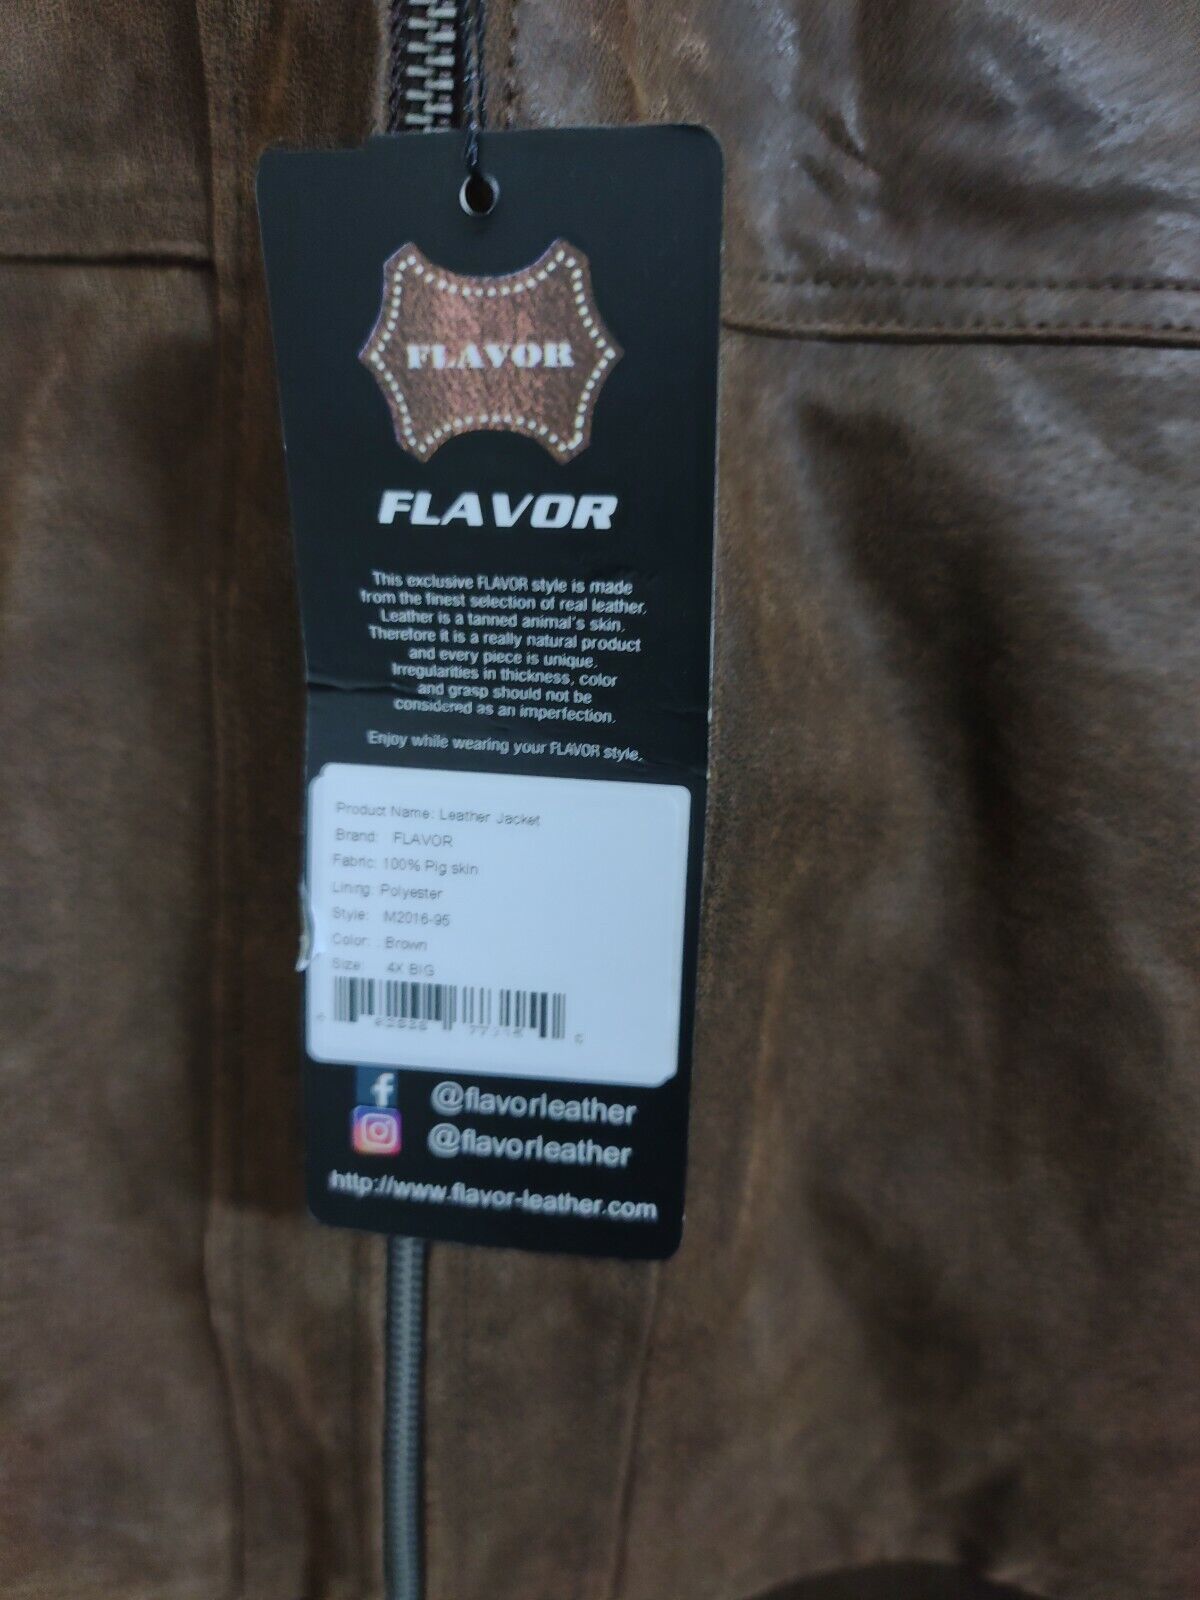 FLAVOR
FLAVOR
This exclusive FLAVOR style is made
from the finest selection of real leather.
Leather is a tanned animal's skin.
Therefore it is a really natural product
and every piece is unique.
Irregularities in thickness, color
and grasp should not be
considered as an imperfection.
Enjoy while wearing your FLAVOR style.
Product Name: Leather Jacket
Brand: FLAVOR
Fabric: 100% Pig skin
Lining: Polyester
Style: M2016-95
Color: Brown
Size: 4X BIG
@flavorleather
@flavorleather
http://www.flavor-leather.com